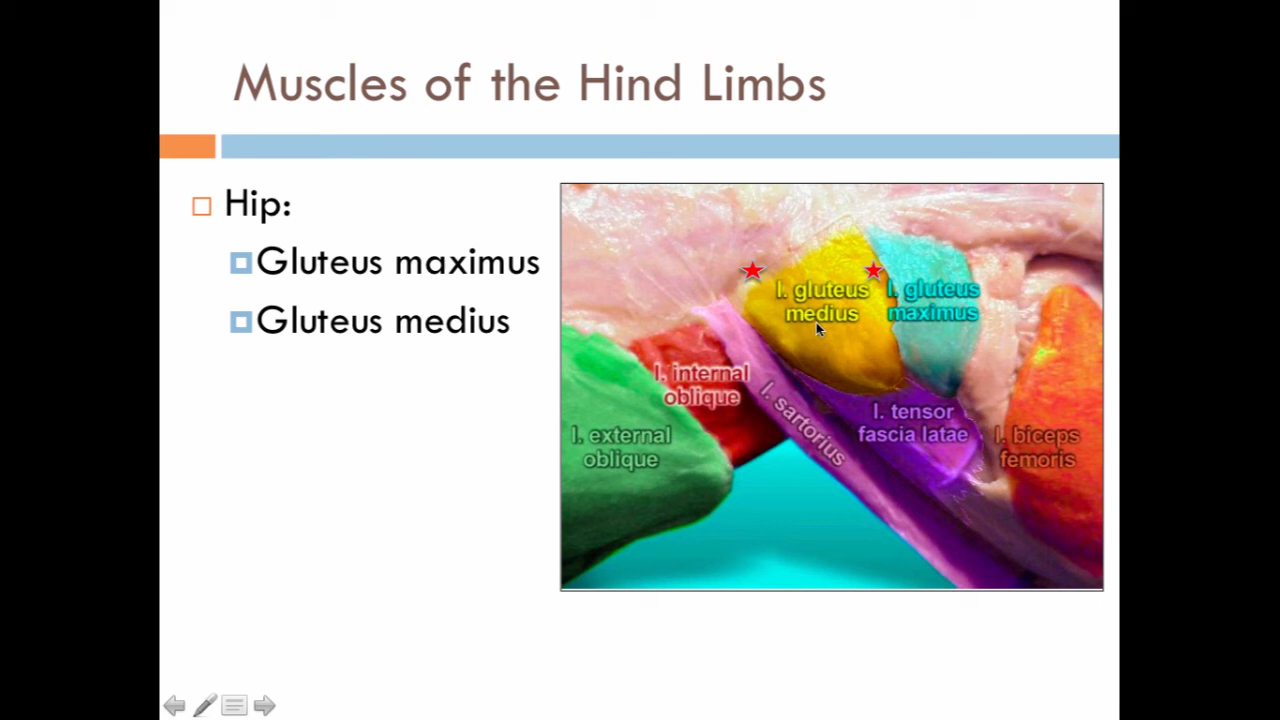 Muscles of the Hind Limbs
Hip:
Gluteus maximus
Gluteus medius
l. gluteus
medius
l. gluteus
maximus
l. internal
oblique
l. sartorius
l. tensor
fascia latae
l. external
oblique
l. biceps
femoris